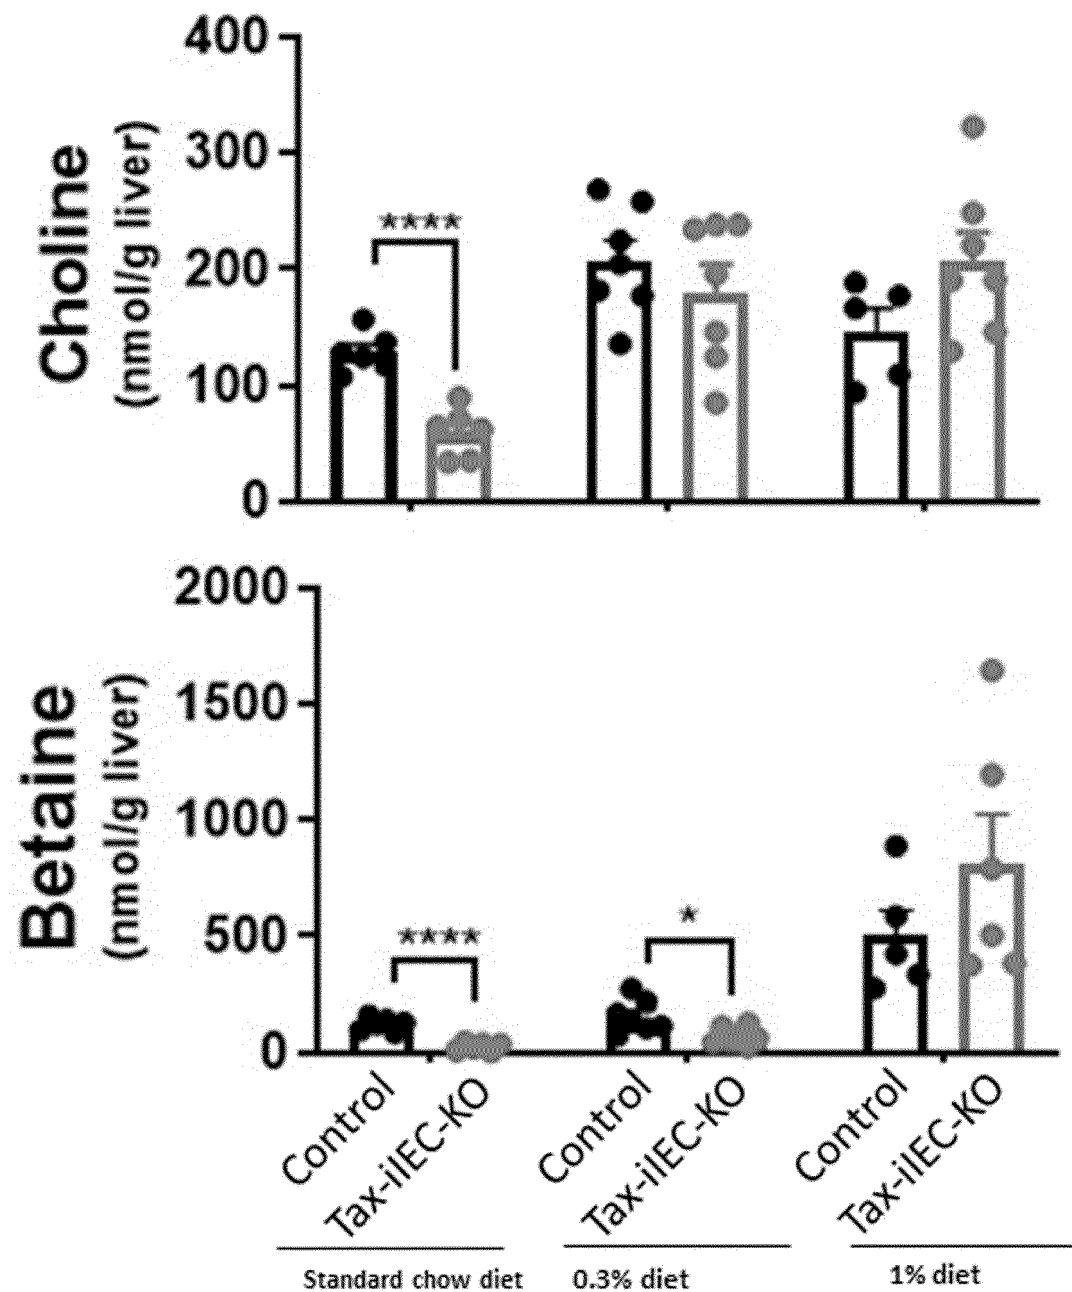 400
300
200
100
0
Choline
(nmol/g liver)
****
2000
1500
1000
500
0
Betaine
(nmol/g liver)
****
*
Control
Tax-iIEC-KO
Control
Tax-iIEC-KO
Control
Tax-iIEC-KO
Standard chow diet
0.3% diet
1% diet